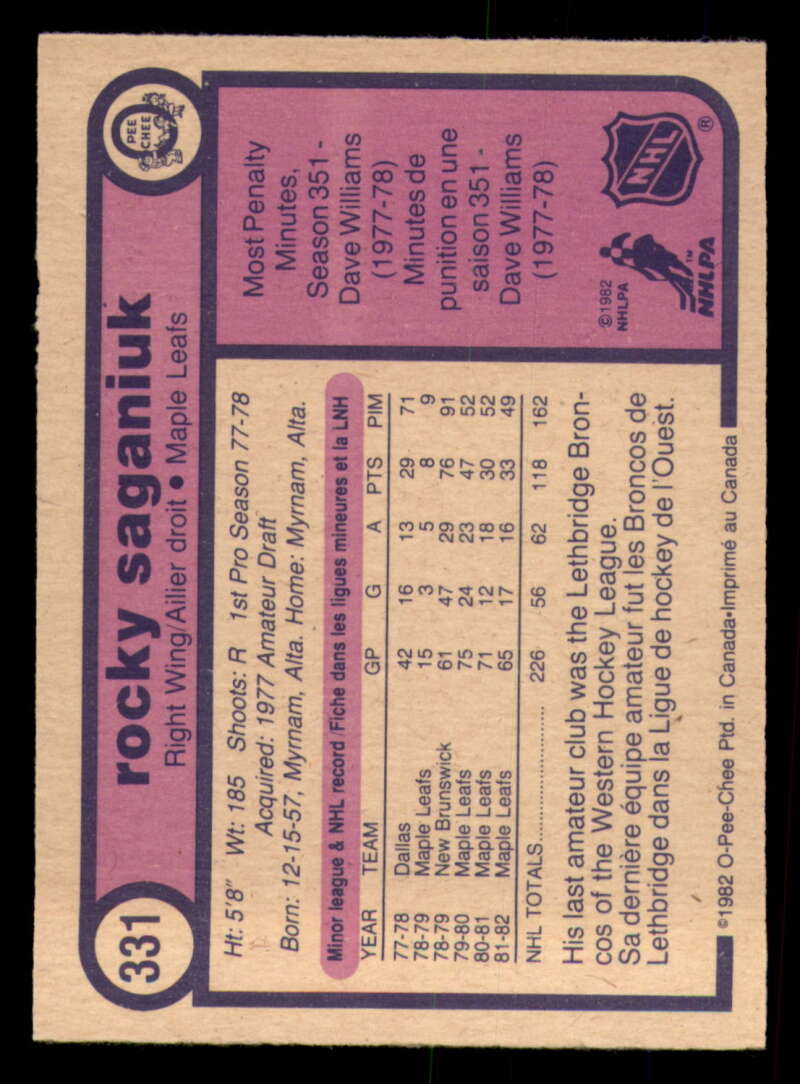 331
rocky saganiuk
Right Wing/Ailier droit • Maple Leafs
PEE
CHEE
Ht: 5'8" Wt: 185 Shoots: R 1st Pro Season 77-78
Acquired: 1977 Amateur Draft
Born: 12-15-57, Myrnam, Alta. Home: Myrnam, Alta.
Minor league & NHL record/Fiche dans les ligues mineures et la LNH
YEAR TEAM GP G A PTS PIM
77-78 Dallas 42 16 13 29 71
78-79 Maple Leafs 15 3 5 8 9
78-79 New Brunswick 61 47 29 76 91
79-80 Maple Leafs 75 24 23 47 52
80-81 Maple Leafs 71 12 18 30 52
81-82 Maple Leafs 65 17 16 33 49
NHL TOTALS.................... 226 56 62 118 162
His last amateur club was the Lethbridge Bron-
cos of the Western Hockey League.
Sa dernière équipe amateur fut les Broncos de
Lethbridge dans la Ligue de hockey de l'Ouest.
Most Penalty
Minutes,
Season 351 -
Dave Williams
(1977-78)
Minutes de
punition en une
saison 351 -
Dave Williams
(1977-78)
©1982
NHLPA
NHLPA™
NHL®
©1982 O-Pee-Chee Ptd. in Canada•Imprimé au Canada